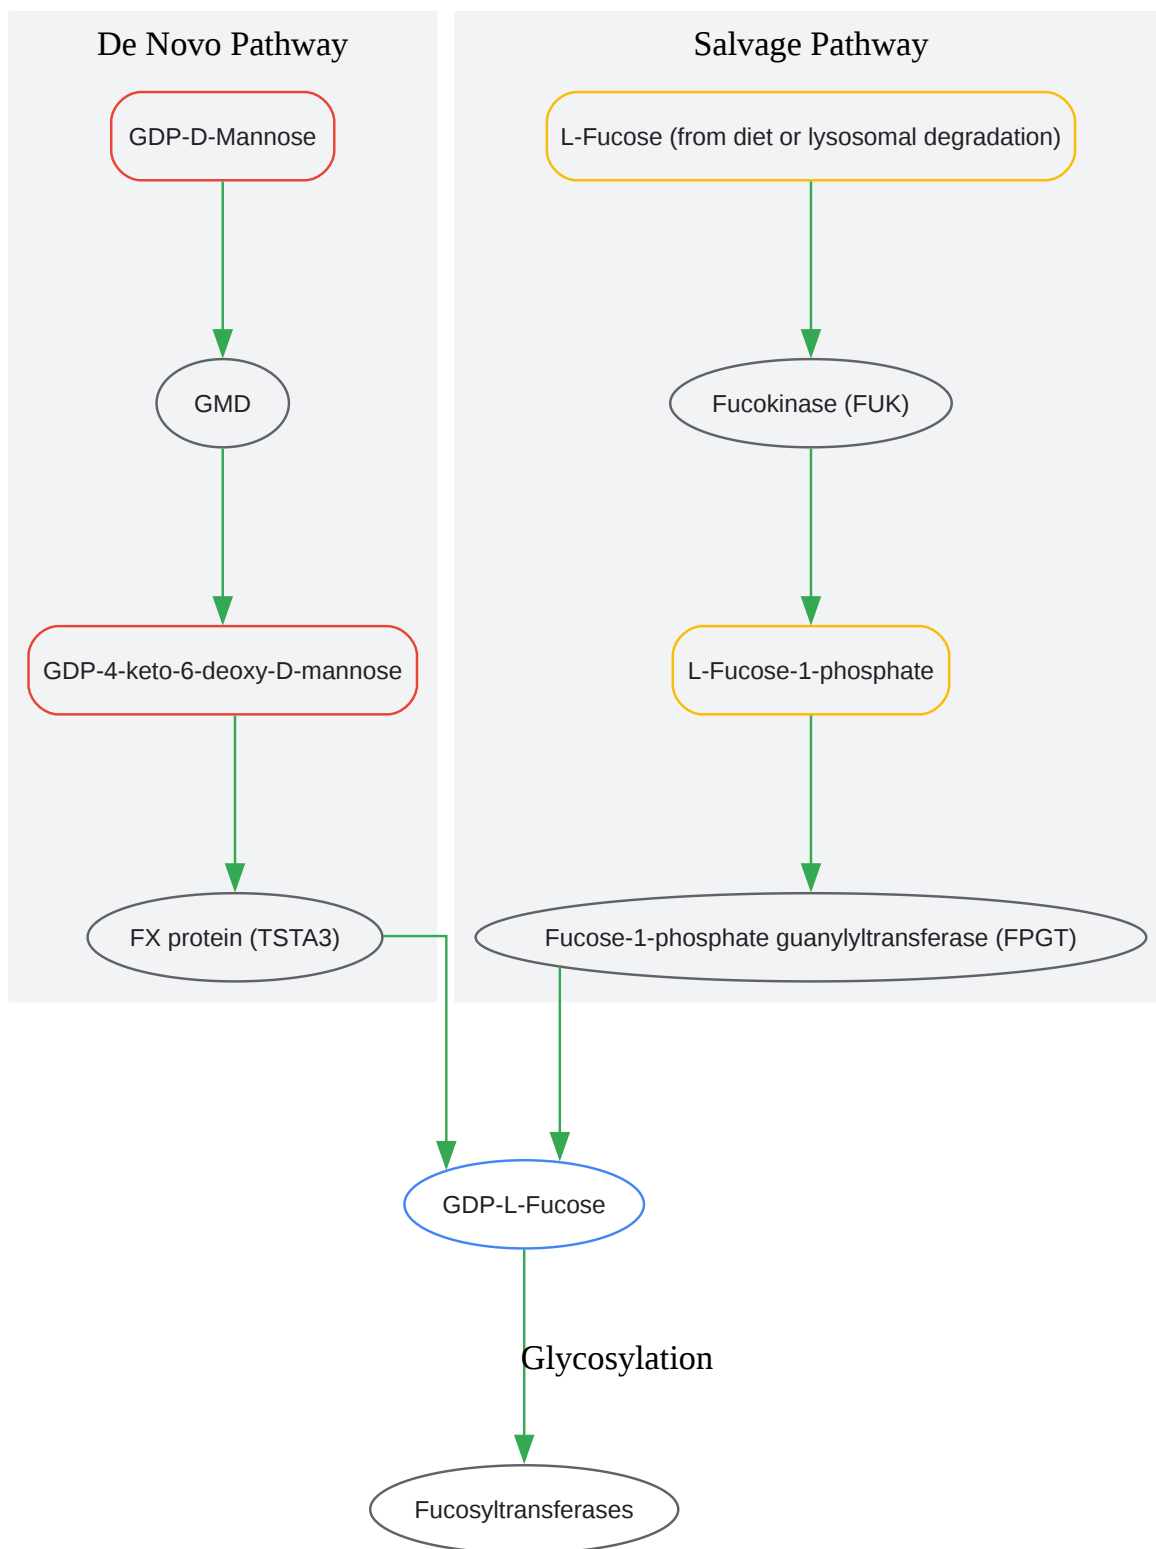 De Novo Pathway
GDP-D-Mannose
GMD
GDP-4-keto-6-deoxy-D-mannose
FX protein (TSTA3)
Salvage Pathway
L-Fucose (from diet or lysosomal degradation)
Fucokinase (FUK)
L-Fucose-1-phosphate
Fucose-1-phosphate guanylyltransferase (FPGT)
GDP-L-Fucose
Glycosylation
Fucosyltransferases